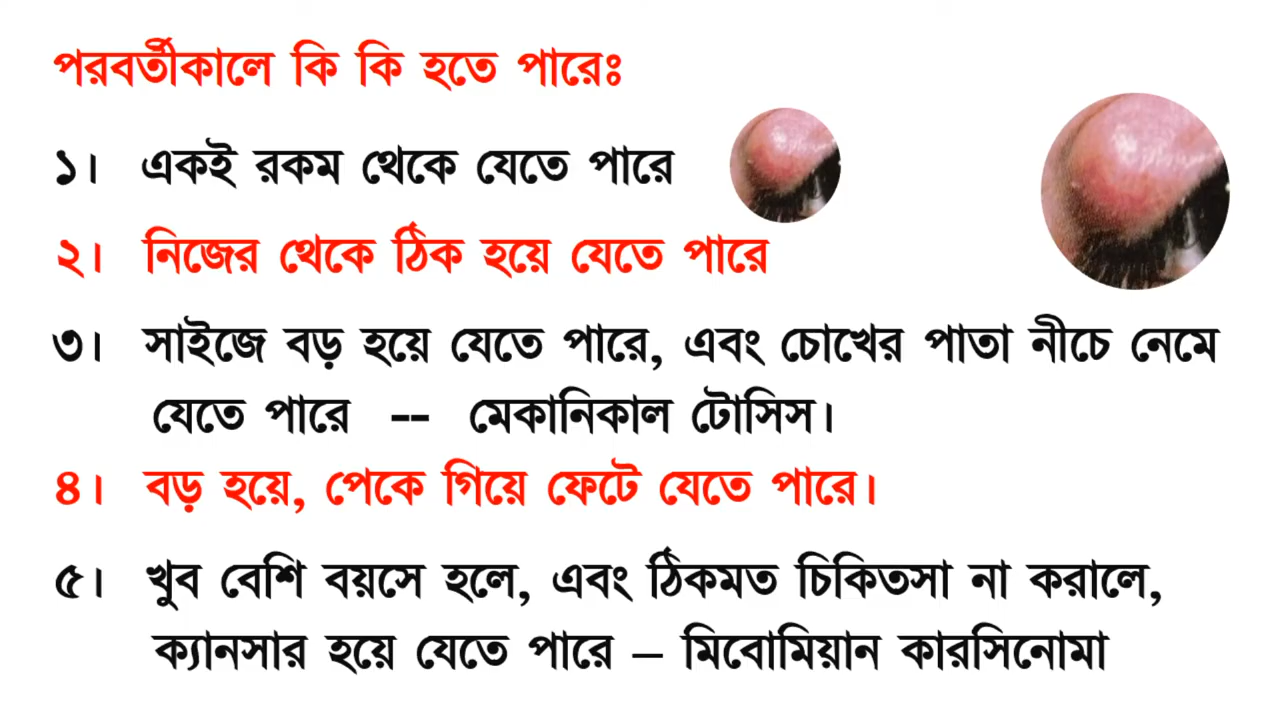 পরবর্তীকালে কি কি হতে পারেঃ
১। একই রকম থেকে যেতে পারে
২। নিজের থেকে ঠিক হয়ে যেতে পারে
৩। সাইজে বড় হয়ে যেতে পারে, এবং চোখের পাতা নীচে নেমে
যেতে পারে -- মেকানিকাল টোসিস।
৪। বড় হয়ে, পেকে গিয়ে ফেটে যেতে পারে।
৫। খুব বেশি বয়সে হলে, এবং ঠিকমত চিকিতসা না করালে,
ক্যানসার হয়ে যেতে পারে – মিবোমিয়ান কারসিনোমা